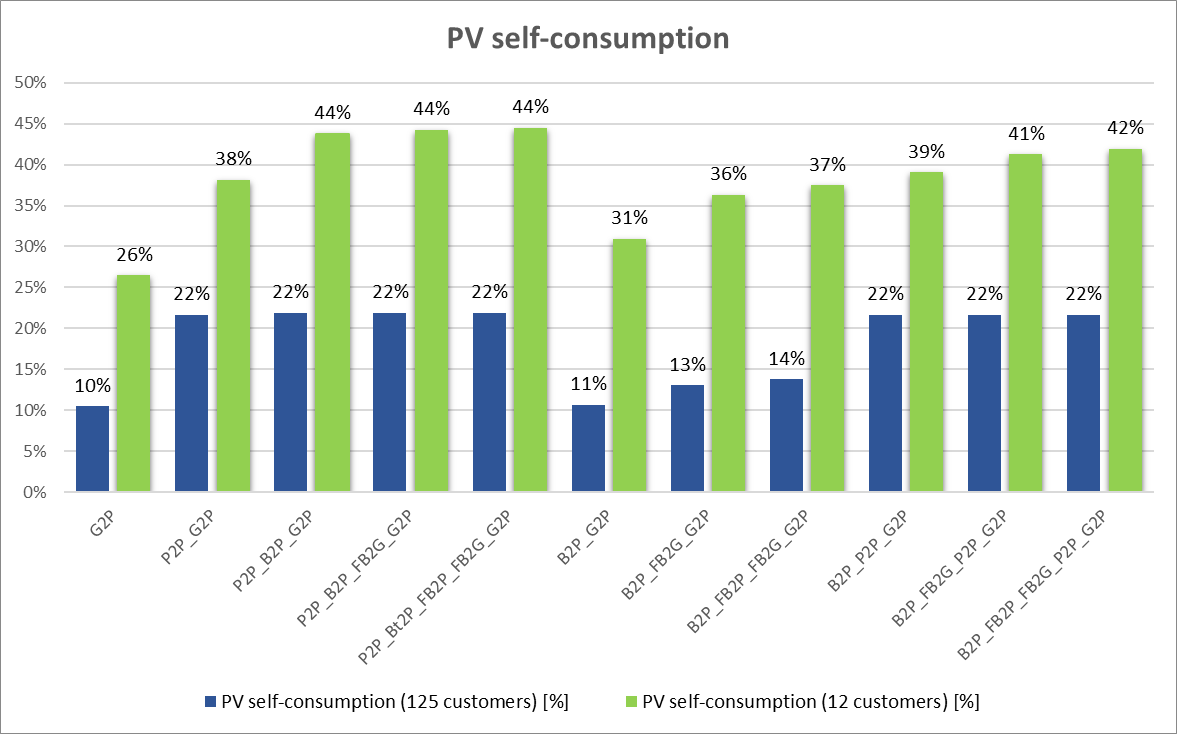 PV self-consumption
50%
45%
40%
35%
30%
25%
20%
15%
10%
5%
0%
10%
26%
22%
38%
22%
44%
22%
44%
22%
44%
11%
31%
13%
36%
14%
37%
22%
39%
22%
41%
22%
42%
G2P
P2P_G2P
P2P_B2P_G2P
P2P_B2P_FB2G_G2P
P2P_Bt2P_FB2P_FB2G_G2P
B2P_G2P
B2P_FB2G_G2P
B2P_FB2P_FB2G_G2P
B2P_P2P_G2P
B2P_FB2G_P2P_G2P
B2P_FB2P_FB2G_P2P_G2P
PV self-consumption (125 customers) [%]
PV self-consumption (12 customers) [%]